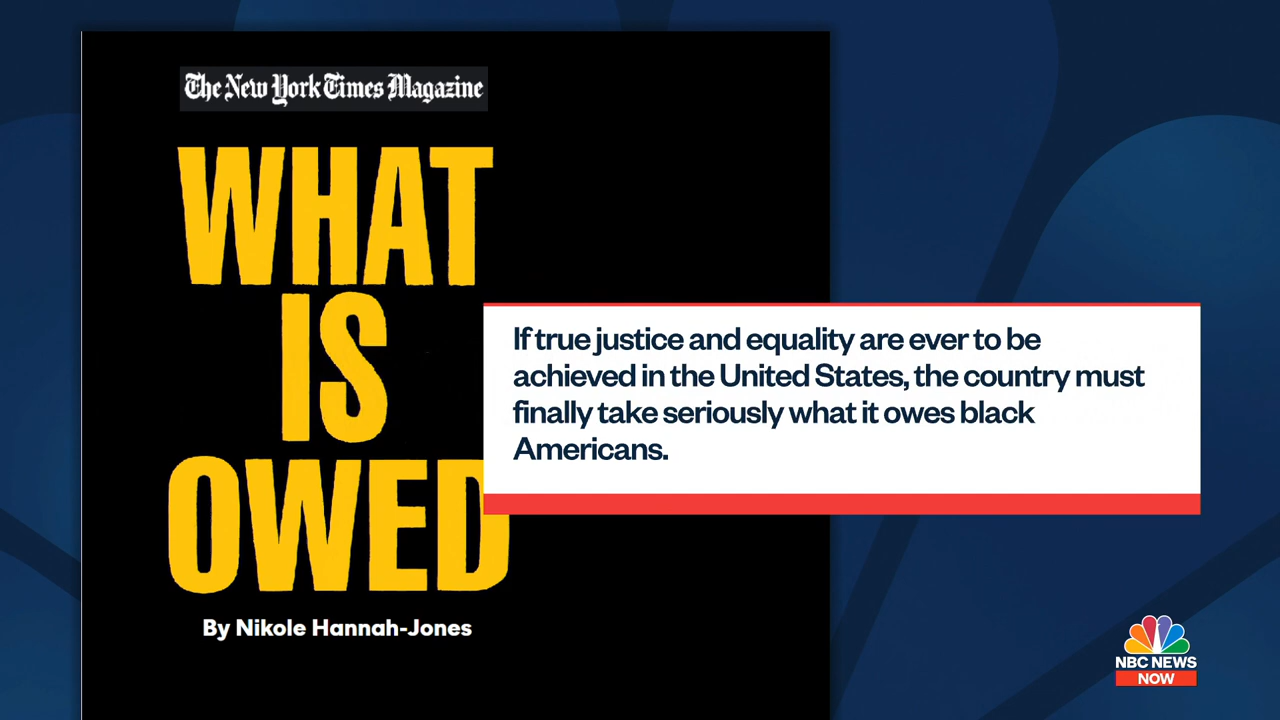 The New York Times Magazine
WHAT
IS
OWED
By Nikole Hannah-Jones
If true justice and equality are ever to be
achieved in the United States, the country must
finally take seriously what it owes black
Americans.
NBC NEWS
NOW